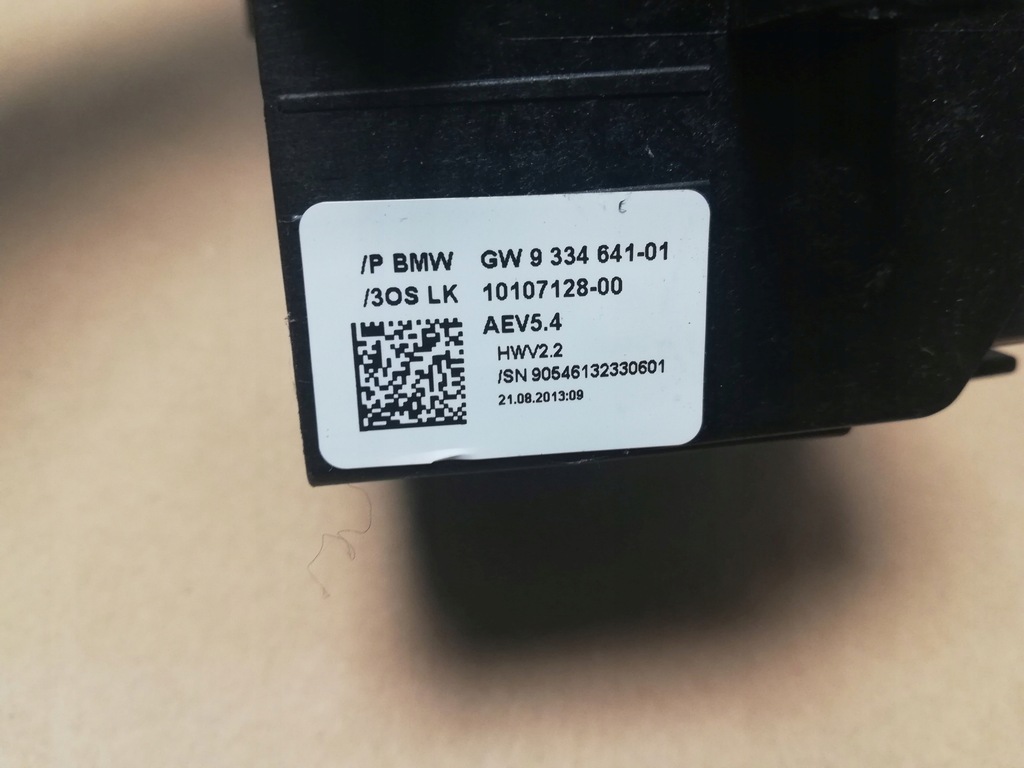 /P BMW GW 9 334 641-01
/3OS LK 10107128-00
AEV5.4
HWV2.2
/SN 90546132330601
21.08.2013:09